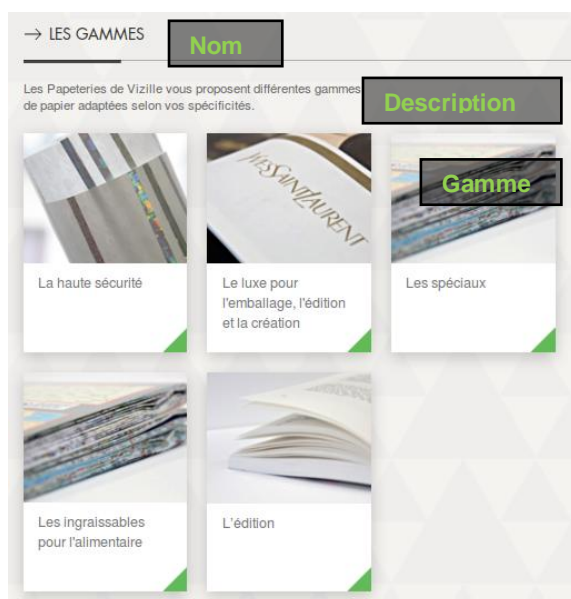 → LES GAMMES
Nom
Les Papeteries de Vizille vous proposent différentes gammes
de papier adaptées selon vos spécificités.
Description
Gamme
YVES SAINT LAURENT
La haute sécurité
Le luxe pour
l'emballage, l'édition
et la création
Les spéciaux
Les ingraissables
pour l'alimentaire
L'édition